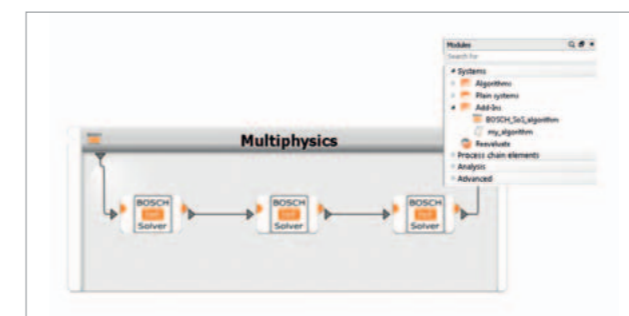 Modules
Search for
Systems
Algorithms
Plain systems
Add-Ins
BOSCH_SoI_algorithm
my_algorithm
Reevaluate
Process chain elements
Analysis
Advanced
Multiphysics
BOSCH
Solver
BOSCH
Solver
BOSCH
Solver